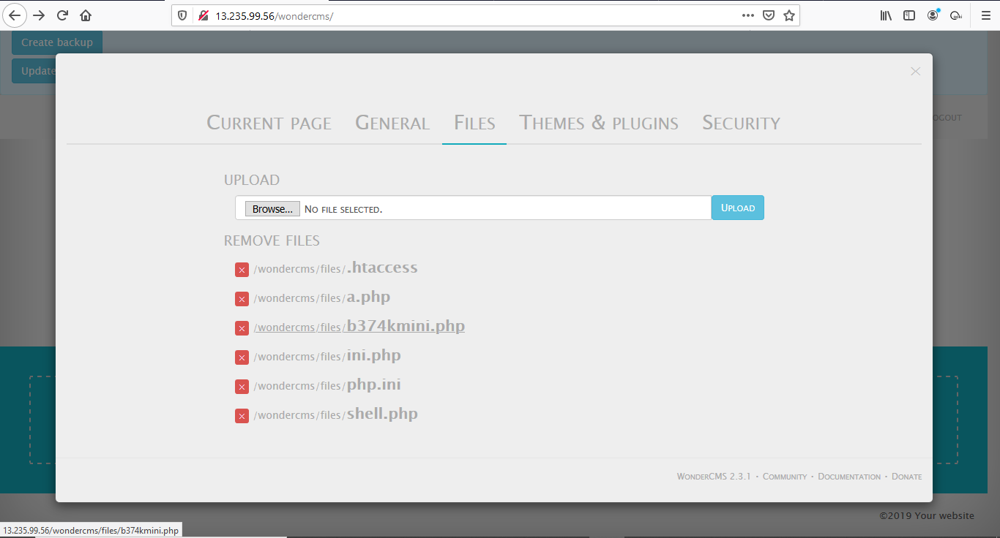 13.235.99.56/wondercms/
Create backup
Update
×
Current page General Files Themes & plugins Security
ogout
UPLOAD
Browse... No file selected. Upload
REMOVE FILES
/wondercms/files/.htaccess
/wondercms/files/a.php
/wondercms/files/b374kmini.php
/wondercms/files/ini.php
/wondercms/files/php.ini
/wondercms/files/shell.php
WonderCMS 2.3.1 · Community · Documentation · Donate
©2019 Your website
13.235.99.56/wondercms/files/b374kmini.php